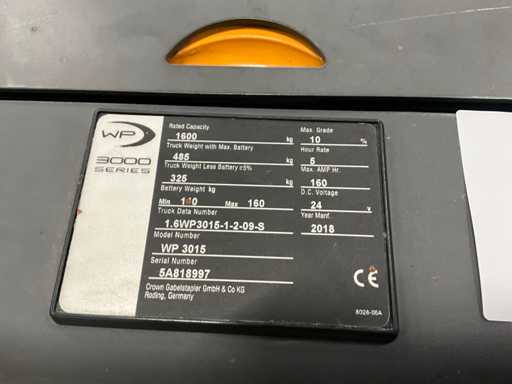 WP
3000
SERIES
Rated Capacity
1600 kg
Max. Grade
10 %
Truck Weight with Max. Battery
485 kg
Hour Rate
5
Truck Weight Less Battery ±5%
325 kg
Max. AMP Hr.
160
Battery Weight kg
Min Max 160
D.C. Voltage
24 v
Truck Data Number
1.6WP3015-1-2-09-S
Year Manf.
2018
Model Number
WP 3015
Serial Number
5A818997
Crown Gabelstapler GmbH & Co KG
Roding, Germany
CE